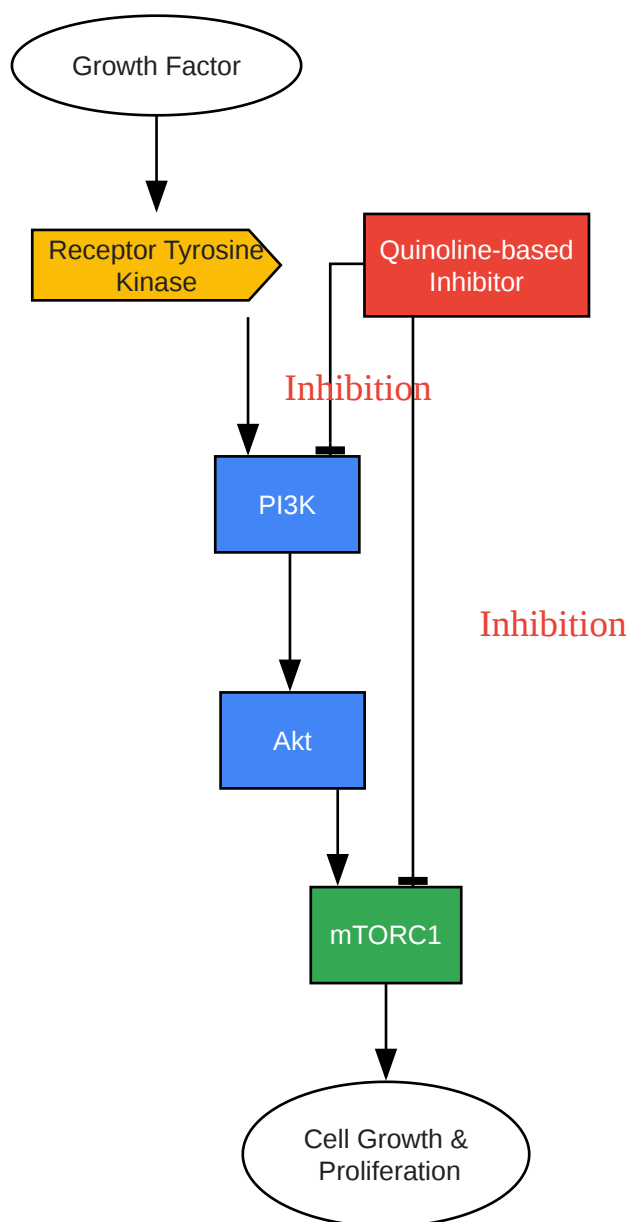 Growth Factor
Receptor Tyrosine
Kinase
Quinoline-based
Inhibitor
Inhibition
PI3K
Inhibition
Akt
mTORC1
Cell Growth &
Proliferation